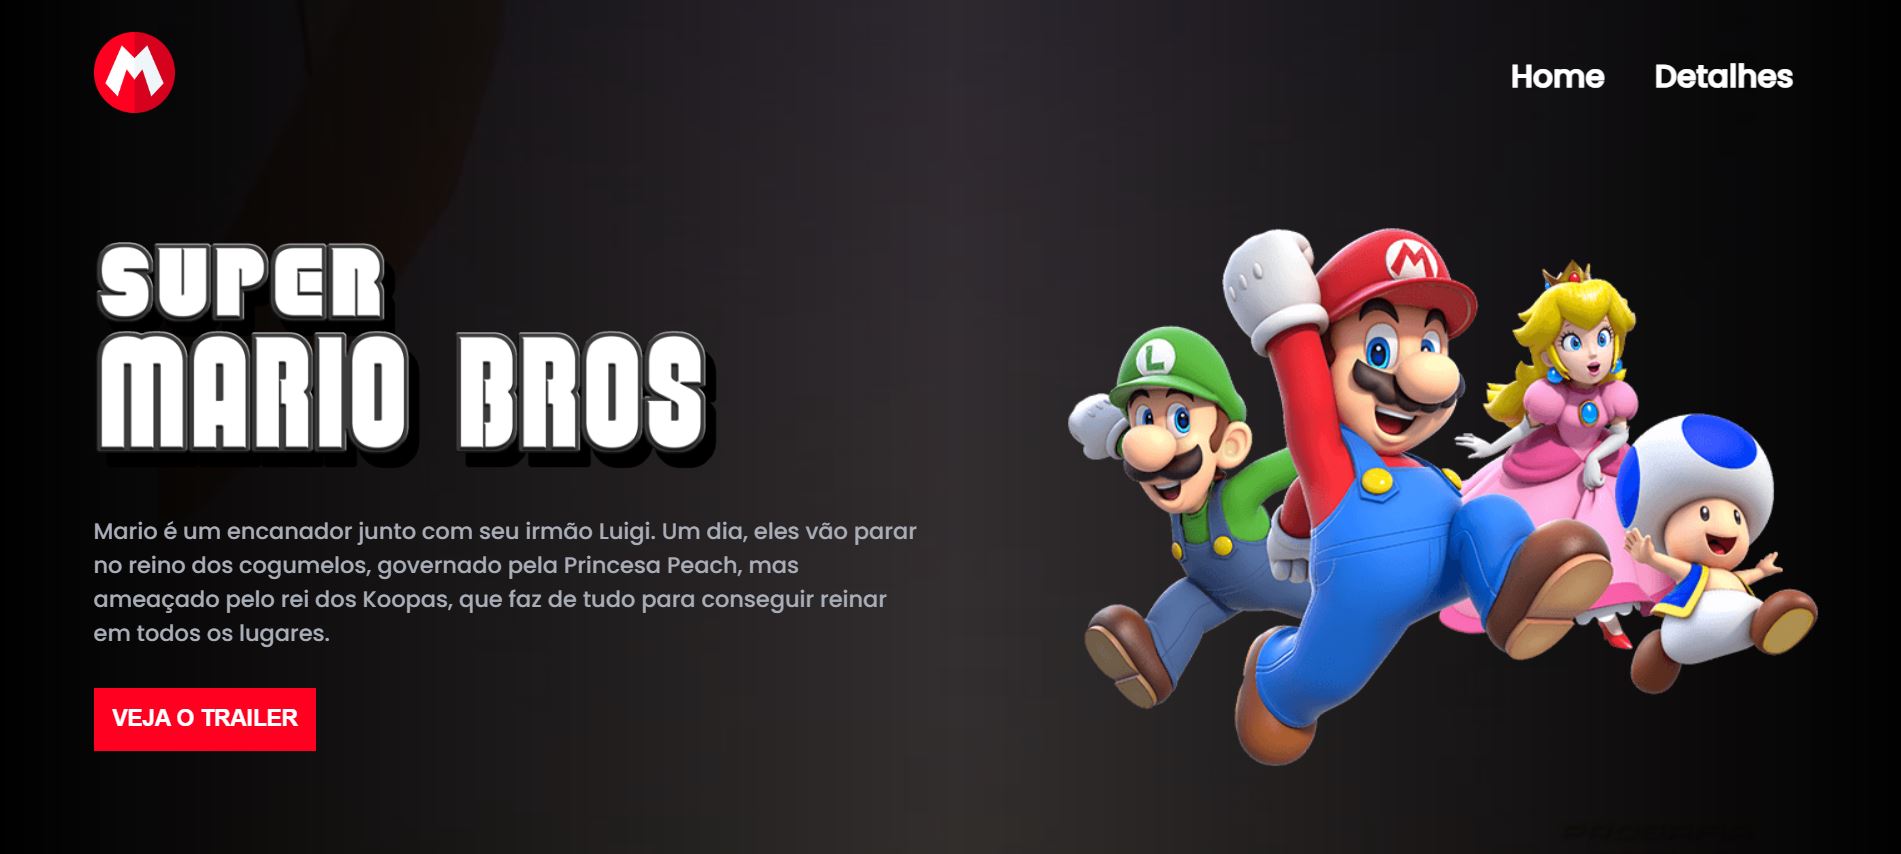 M
Home Detalhes
SUPER
MARIO BROS
M
L
Mario é um encanador junto com seu irmão Luigi. Um dia, eles vão parar
no reino dos cogumelos, governado pela Princesa Peach, mas
ameaçado pelo rei dos Koopas, que faz de tudo para conseguir reinar
em todos os lugares.
VEJA O TRAILER